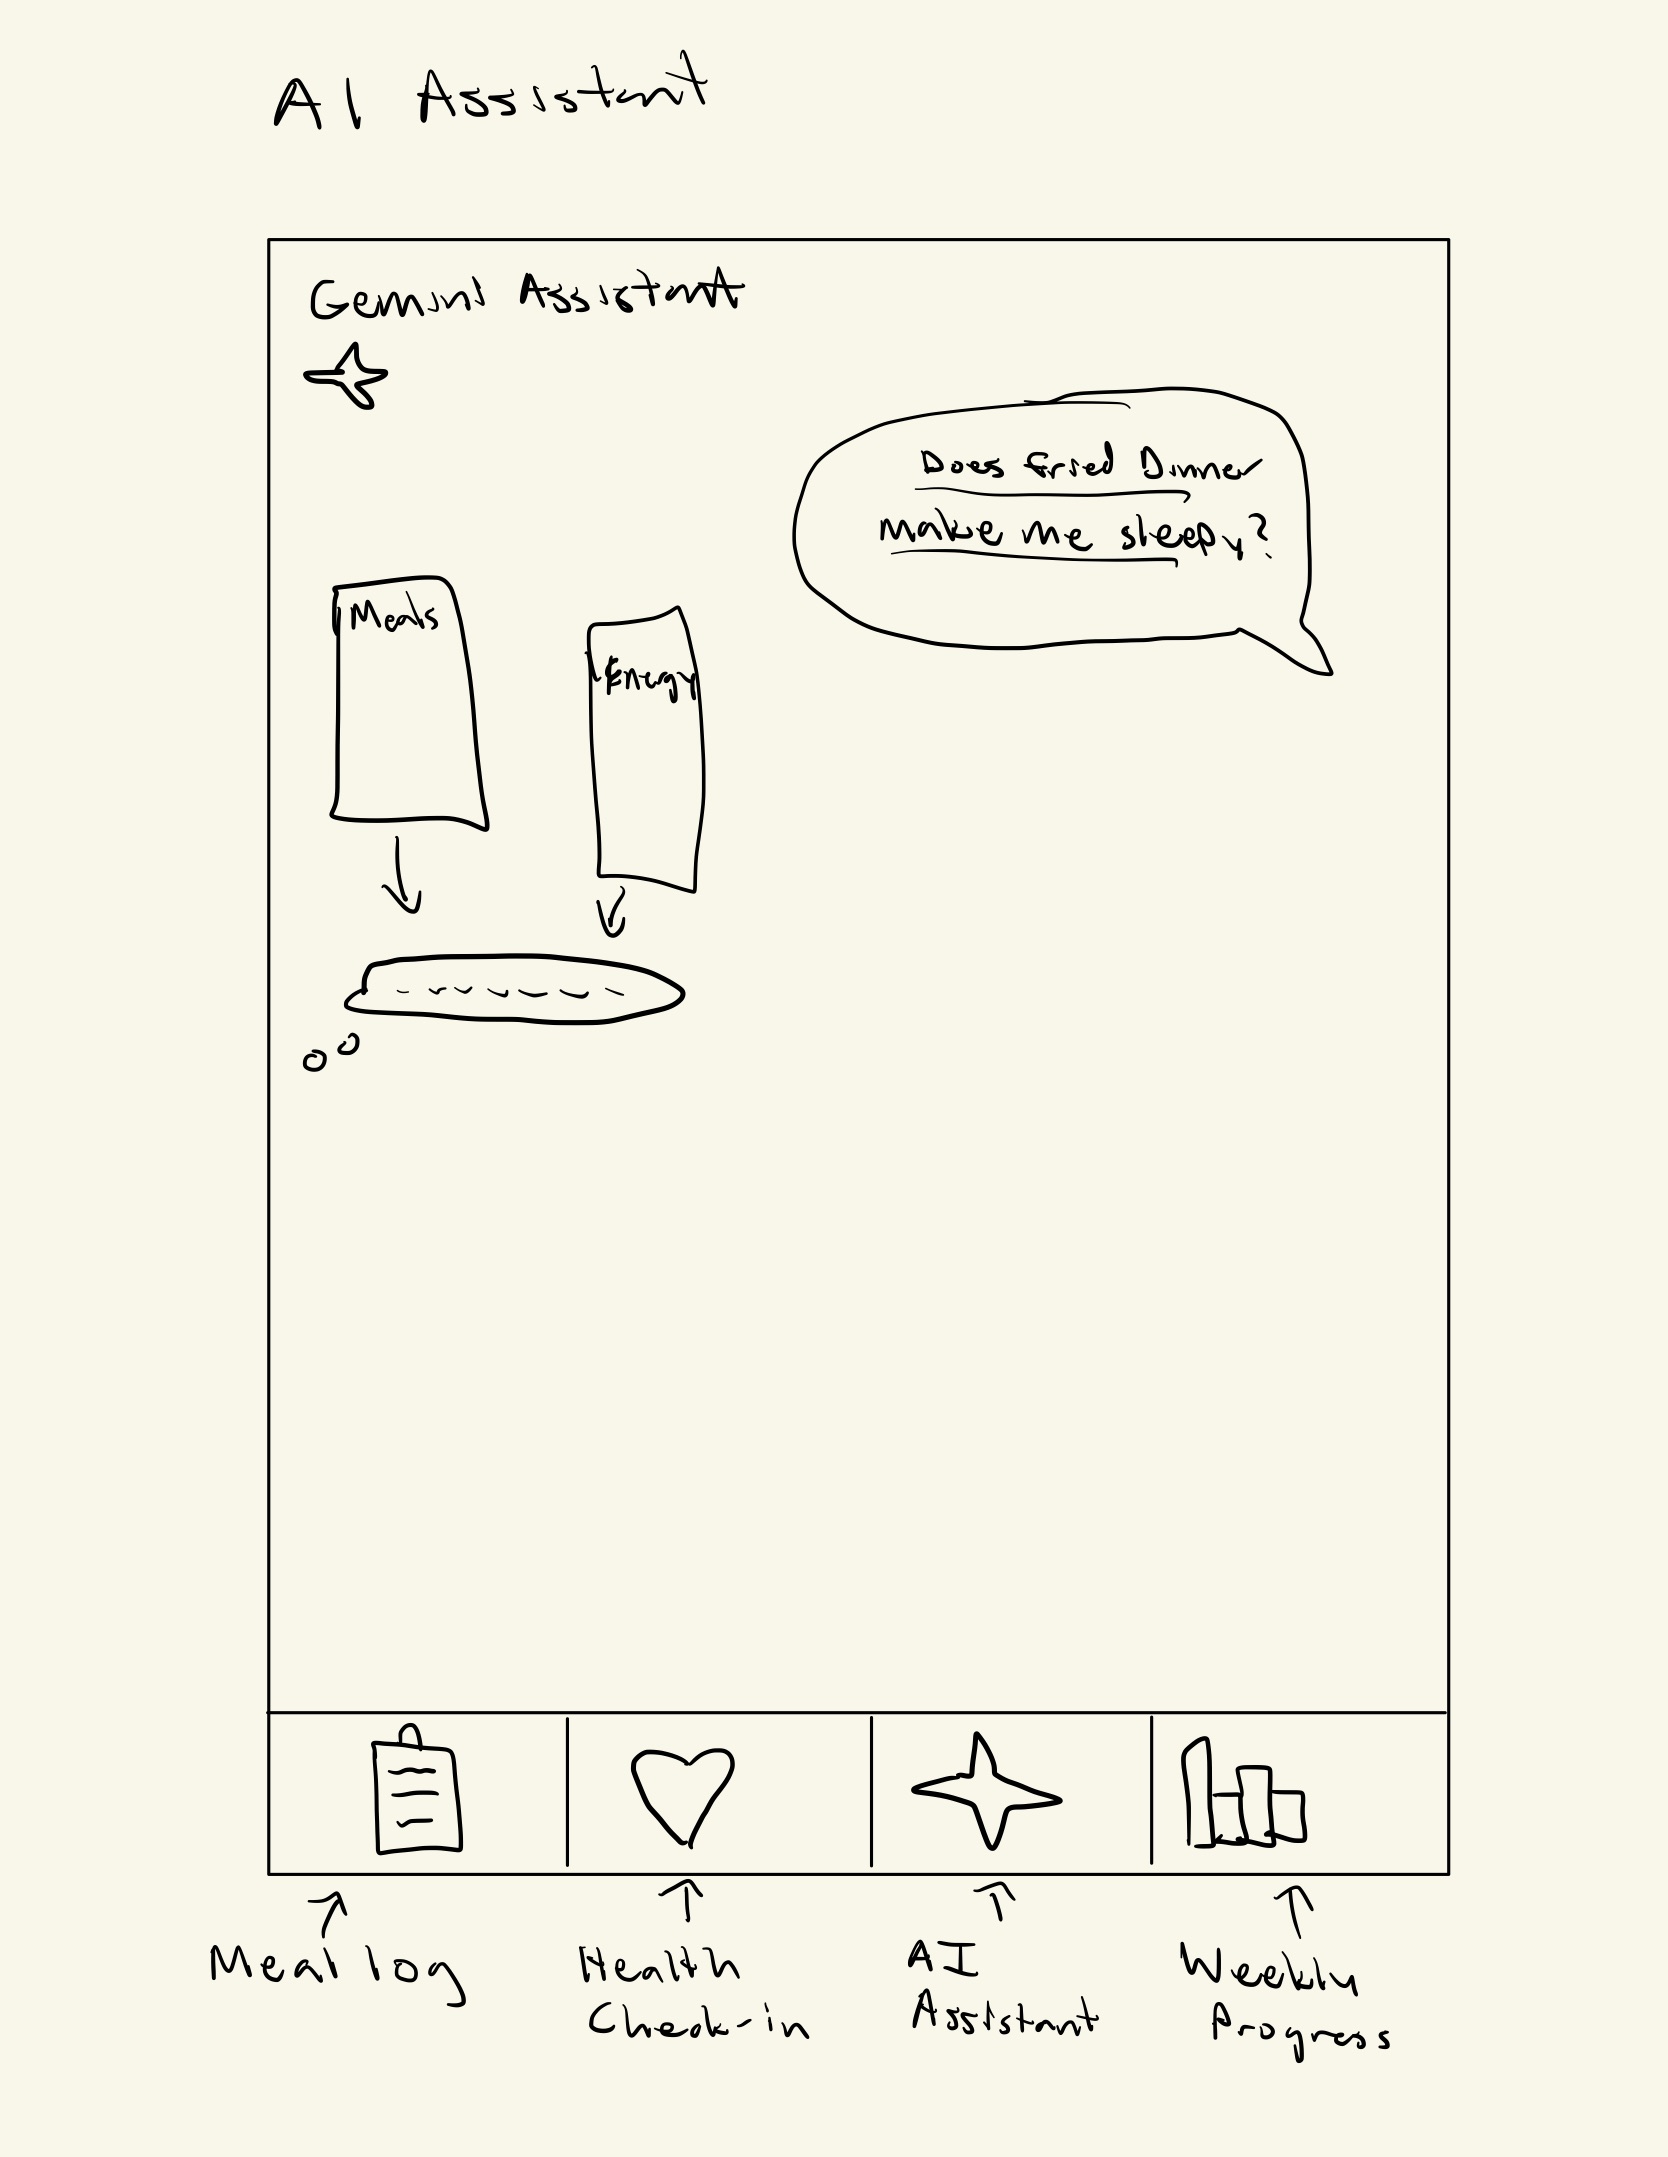 AI Assistant
Gemini Assistant
Does fried Dinner
make me sleepy?
Meals
Energy
Meal log
Health
Check-in
AI
Assistant
Weekly
Progress